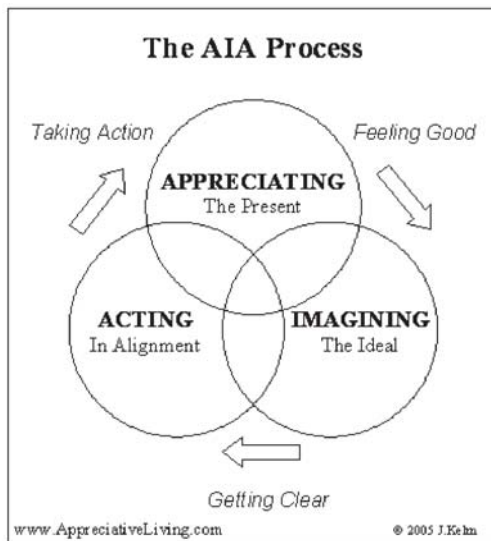 The AIA Process
Taking Action
Feeling Good
APPRECIATING
The Present
ACTING
In Alignment
IMAGINING
The Ideal
Getting Clear
www.AppreciativeLiving.com
© 2005 J.Kelm